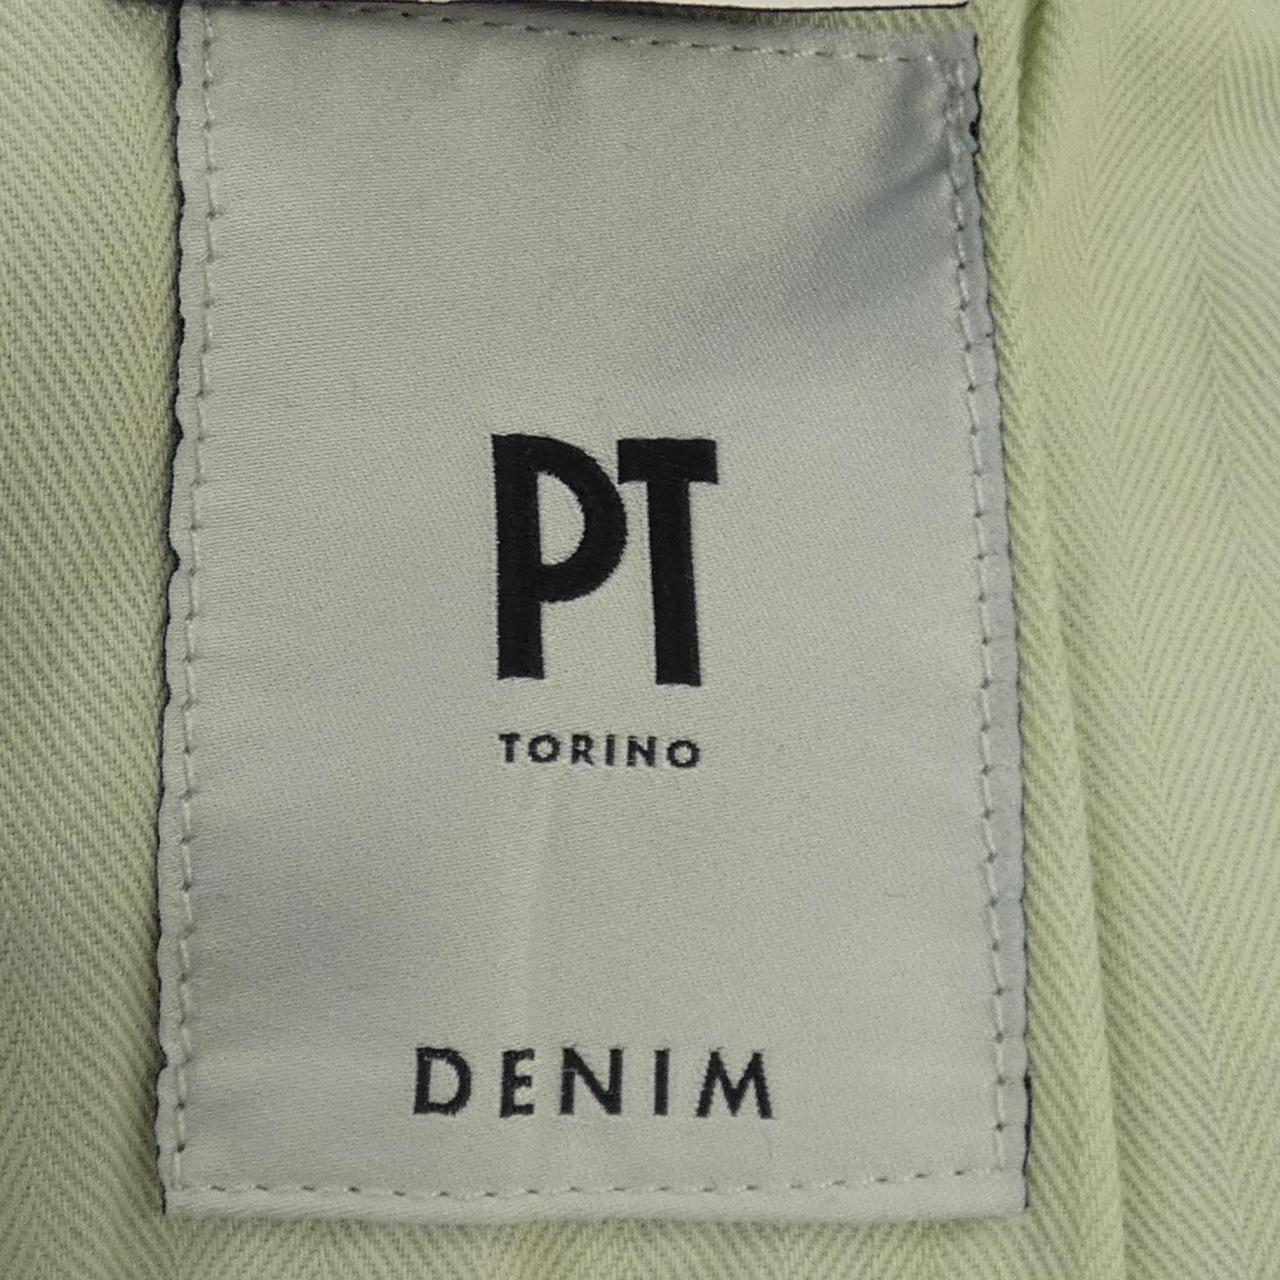 PT
TORINO
DENIM